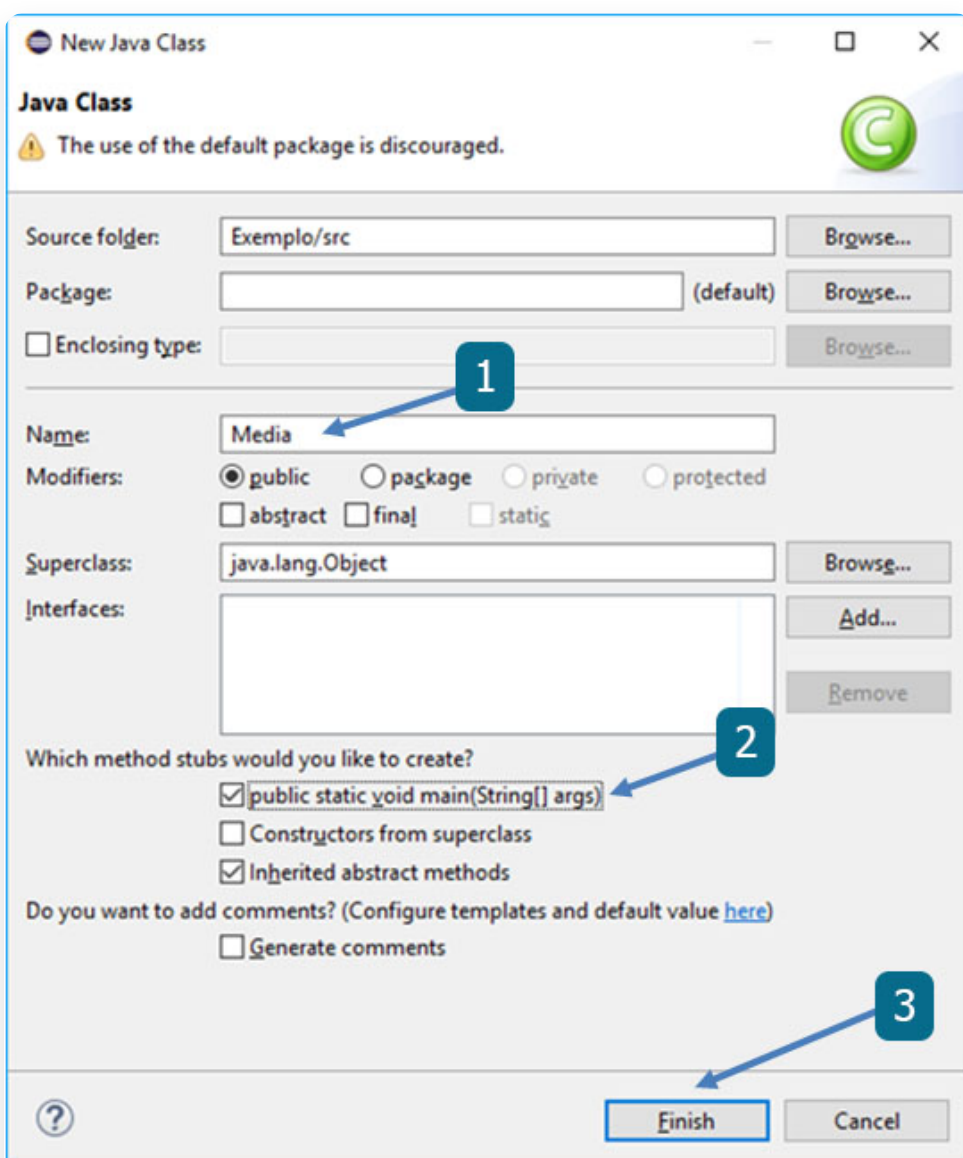 New Java Class
Java Class
The use of the default package is discouraged.
Source folder: Exemplo/src Browse...
Package: (default) Browse...
Enclosing type: Browse...
1
Name: Media
Modifiers: public package private protected
abstract final static
Superclass: java.lang.Object Browse...
Interfaces: Add...
Remove
2
Which method stubs would you like to create?
public static void main(String[] args)
Constructors from superclass
Inherited abstract methods
Do you want to add comments? (Configure templates and default value here)
Generate comments
3
? Finish Cancel